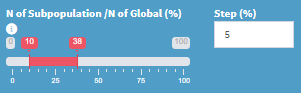 N of Subpopulation /N of Global (%)
Step (%)
i
0 10 38 100
5
0 25 50 75 100